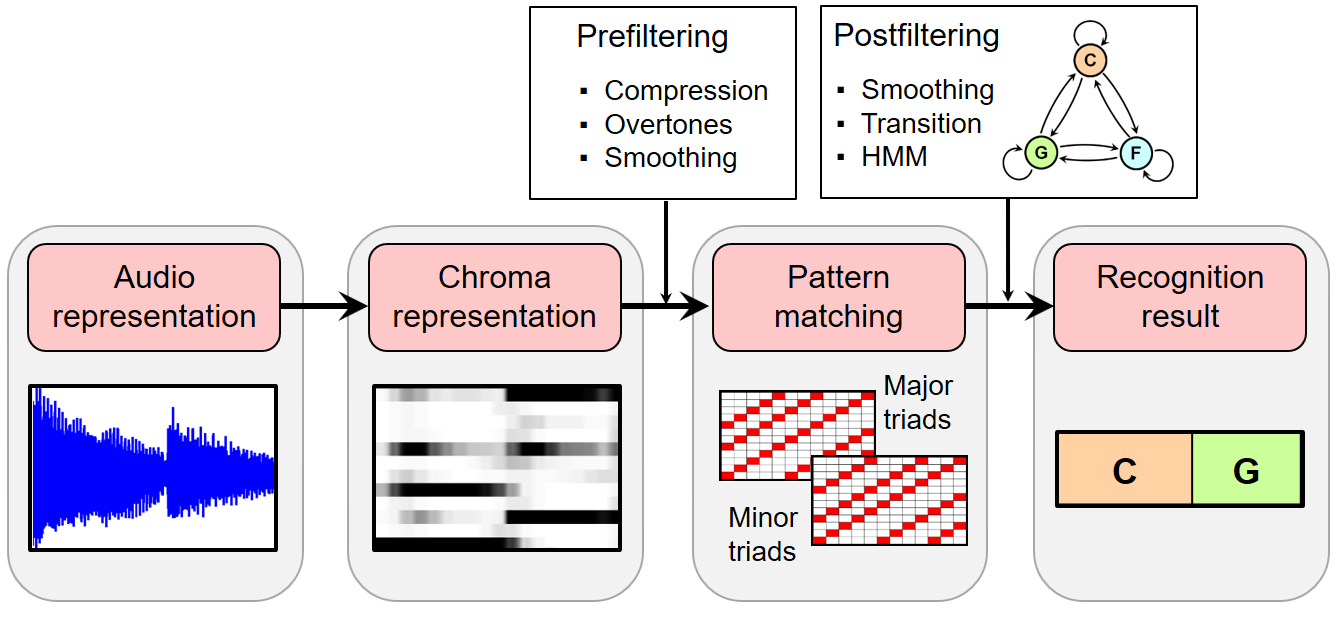 Prefiltering
▪ Compression
▪ Overtones
▪ Smoothing
Postfiltering
▪ Smoothing
▪ Transition
▪ HMM
C
G
F
Audio
representation
Chroma
representation
Pattern
matching
Recognition
result
Major
triads
Minor
triads
C
G